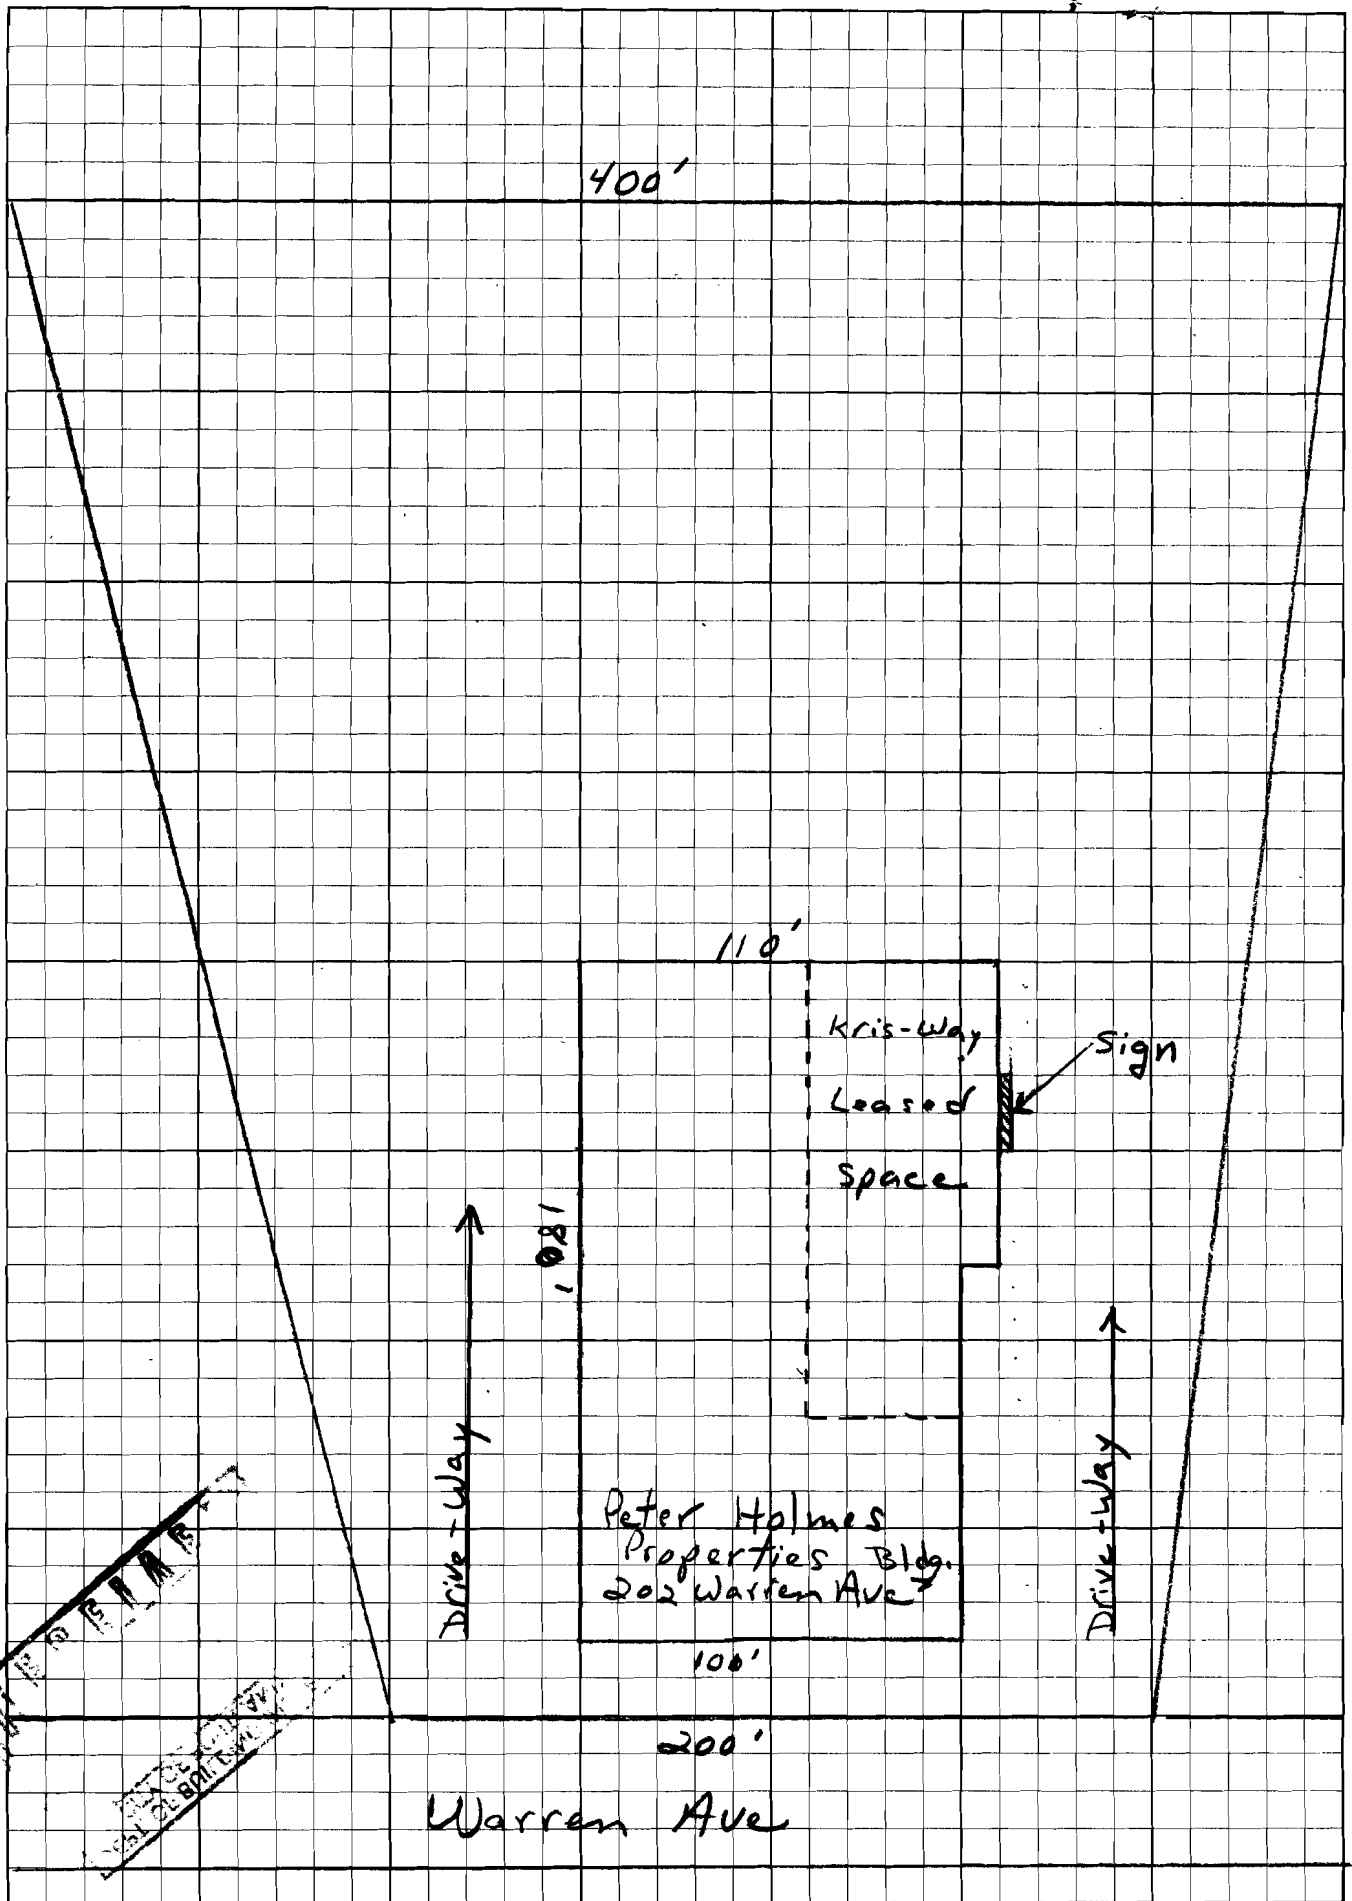 400'
110'
Kris-Way
Leased
Space
Sign
180'
Drive-Way
Drive-Way
Peter Holmes
Properties Bldg.
202 Warren Ave
100'
200'
Warren Ave